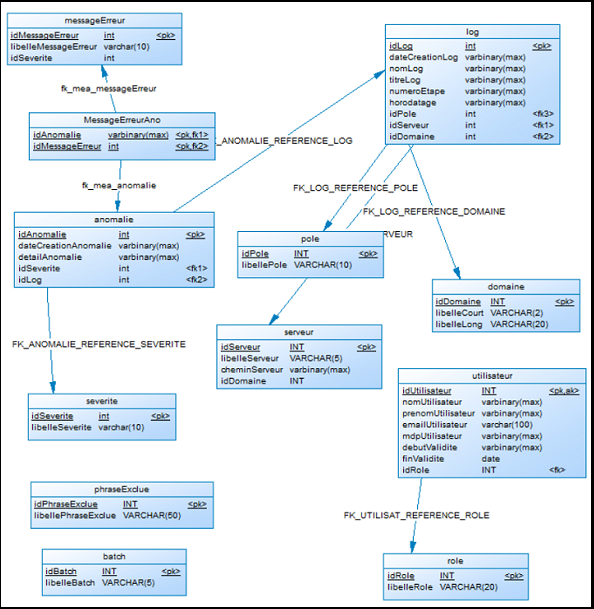 messageErreur
idMessageErreur int <pk>
libelleMessageErreur varchar(10)
idSeverite int
fk_mea_messageErreur
MessageErreurAno
idAnomalie varbinary(max) <pk,fk1>
idMessageErreur int <pk,fk2>
fk_mea_anomalie
_ANOMALIE_REFERENCE_LOG
log
idLog int <pk>
dateCreationLog varbinary(max)
nomLog varbinary(max)
titreLog varbinary(max)
numeroEtape varbinary(max)
horodatage varbinary(max)
idPole int <fk3>
idServeur int <fk1>
idDomaine int <fk2>
FK_LOG_REFERENCE_POLE
FK_LOG_REFERENCE_DOMAINE
RVEUR
anomalie
idAnomalie int <pk>
dateCreationAnomalie varbinary(max)
detailAnomalie varbinary(max)
idSeverite int <fk1>
idLog int <fk2>
pole
idPole INT <pk>
libellePole VARCHAR(10)
domaine
idDomaine INT <pk>
libelleCourt VARCHAR(2)
libelleLong VARCHAR(20)
serveur
idServeur INT <pk>
libelleServeur VARCHAR(5)
cheminServeur varbinary(max)
idDomaine INT
FK_ANOMALIE_REFERENCE_SEVERITE
severite
idSeverite int <pk>
libelleSeverite varchar(10)
utilisateur
idUtilisateur INT <pk,ak>
nomUtilisateur varbinary(max)
prenomUtilisateur varbinary(max)
emailUtilisateur varchar(100)
mdpUtilisateur varbinary(max)
debutValidite varbinary(max)
finValidite date
idRole INT <fk>
FK_UTILISAT_REFERENCE_ROLE
phraseExclue
idPhraseExclue INT <pk>
libellePhraseExclue VARCHAR(50)
batch
idBatch INT <pk>
libelleBatch VARCHAR(5)
role
idRole INT <pk>
libelleRole VARCHAR(20)